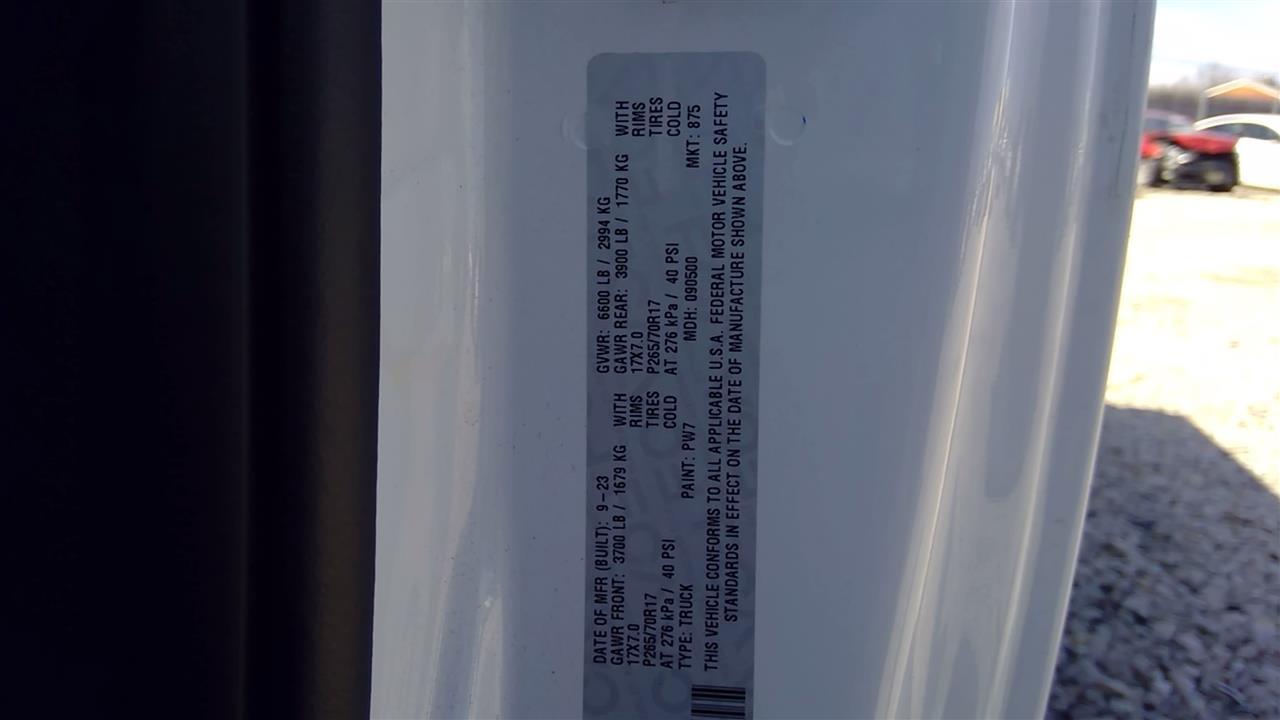 DATE OF MFR (BUILT): 9-23 GVWR: 6600 LB / 2994 KG
GAWR FRONT: 3700 LB / 1679 KG WITH GAWR REAR: 3900 LB / 1770 KG WITH
17X7.0 RIMS 17X7.0 RIMS
P265/70R17 TIRES P265/70R17 TIRES
AT 276 kPa / 40 PSI COLD AT 276 kPa / 40 PSI COLD
TYPE: TRUCK PAINT: PW7 MDH: 090500 MKT: 875
THIS VEHICLE CONFORMS TO ALL APPLICABLE U.S.A. FEDERAL MOTOR VEHICLE SAFETY
STANDARDS IN EFFECT ON THE DATE OF MANUFACTURE SHOWN ABOVE.